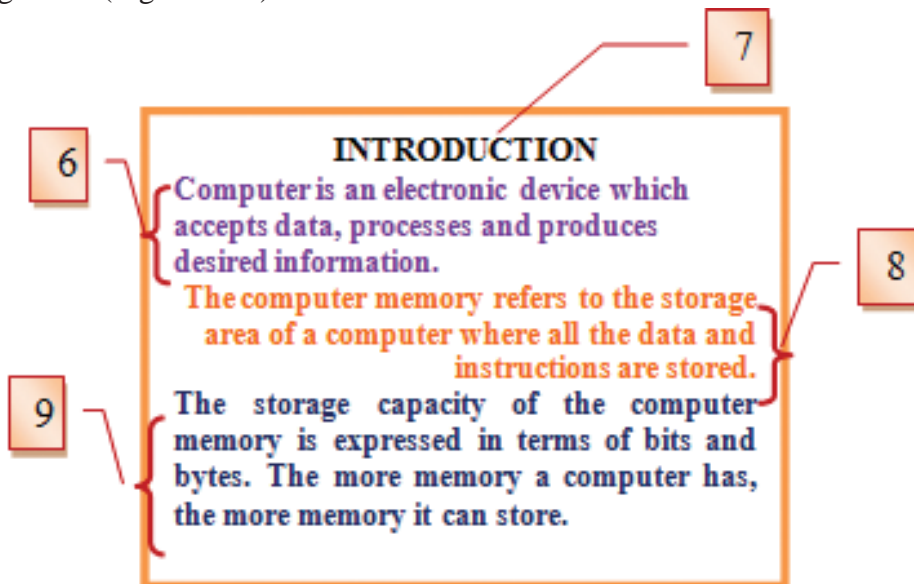 7
INTRODUCTION
6
Computer is an electronic device which
accepts data, processes and produces
desired information.
8
The computer memory refers to the storage
area of a computer where all the data and
instructions are stored.
9
The storage capacity of the computer
memory is expressed in terms of bits and
bytes. The more memory a computer has,
the more memory it can store.